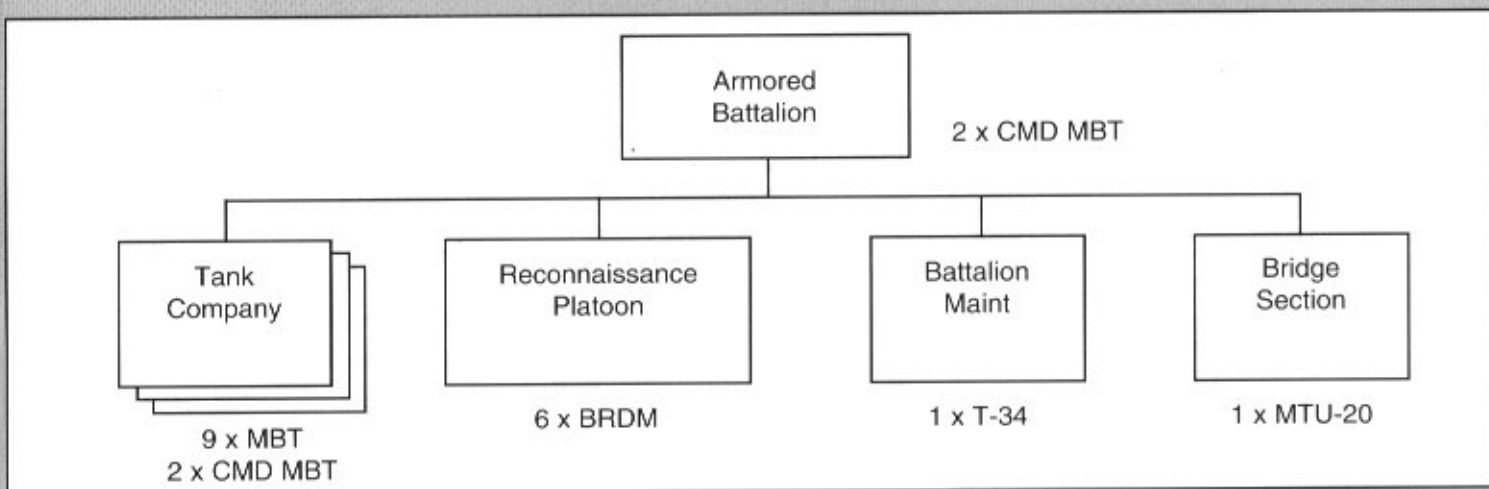 Armored
Battalion
2 x CMD MBT
Tank
Company
Reconnaissance
Platoon
Battalion
Maint
Bridge
Section
9 x MBT
2 x CMD MBT
6 x BRDM
1 x T-34
1 x MTU-20